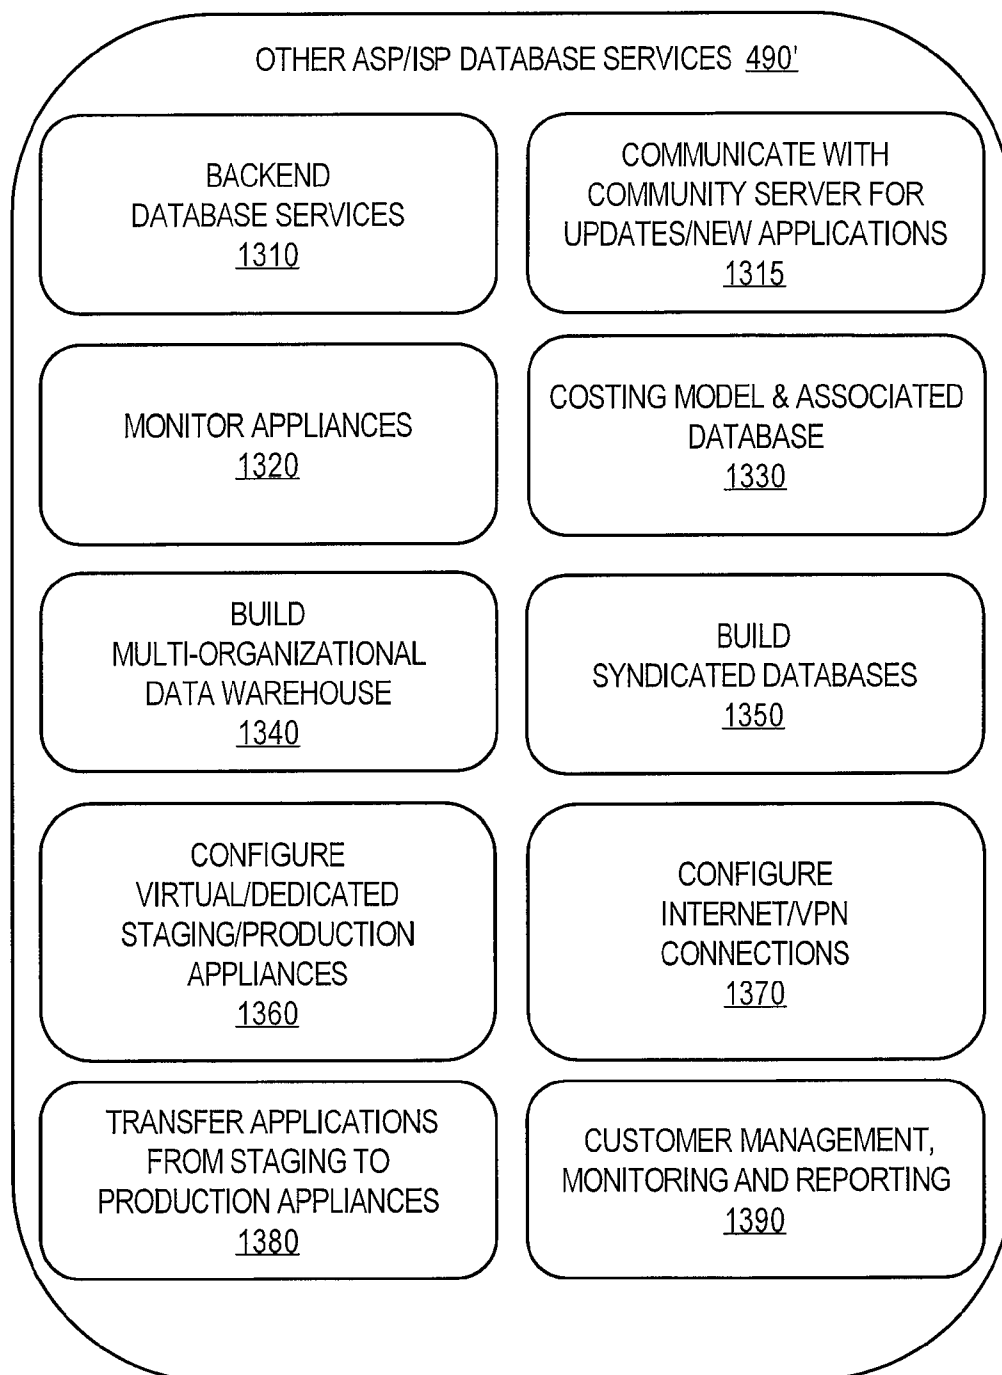 OTHER ASP/ISP DATABASE SERVICES 490'
BACKEND
DATABASE SERVICES
1310
COMMUNICATE WITH
COMMUNITY SERVER FOR
UPDATES/NEW APPLICATIONS
1315
MONITOR APPLIANCES
1320
COSTING MODEL & ASSOCIATED
DATABASE
1330
BUILD
MULTI-ORGANIZATIONAL
DATA WAREHOUSE
1340
BUILD
SYNDICATED DATABASES
1350
CONFIGURE
VIRTUAL/DEDICATED
STAGING/PRODUCTION
APPLIANCES
1360
CONFIGURE
INTERNET/VPN
CONNECTIONS
1370
TRANSFER APPLICATIONS
FROM STAGING TO
PRODUCTION APPLIANCES
1380
CUSTOMER MANAGEMENT,
MONITORING AND REPORTING
1390